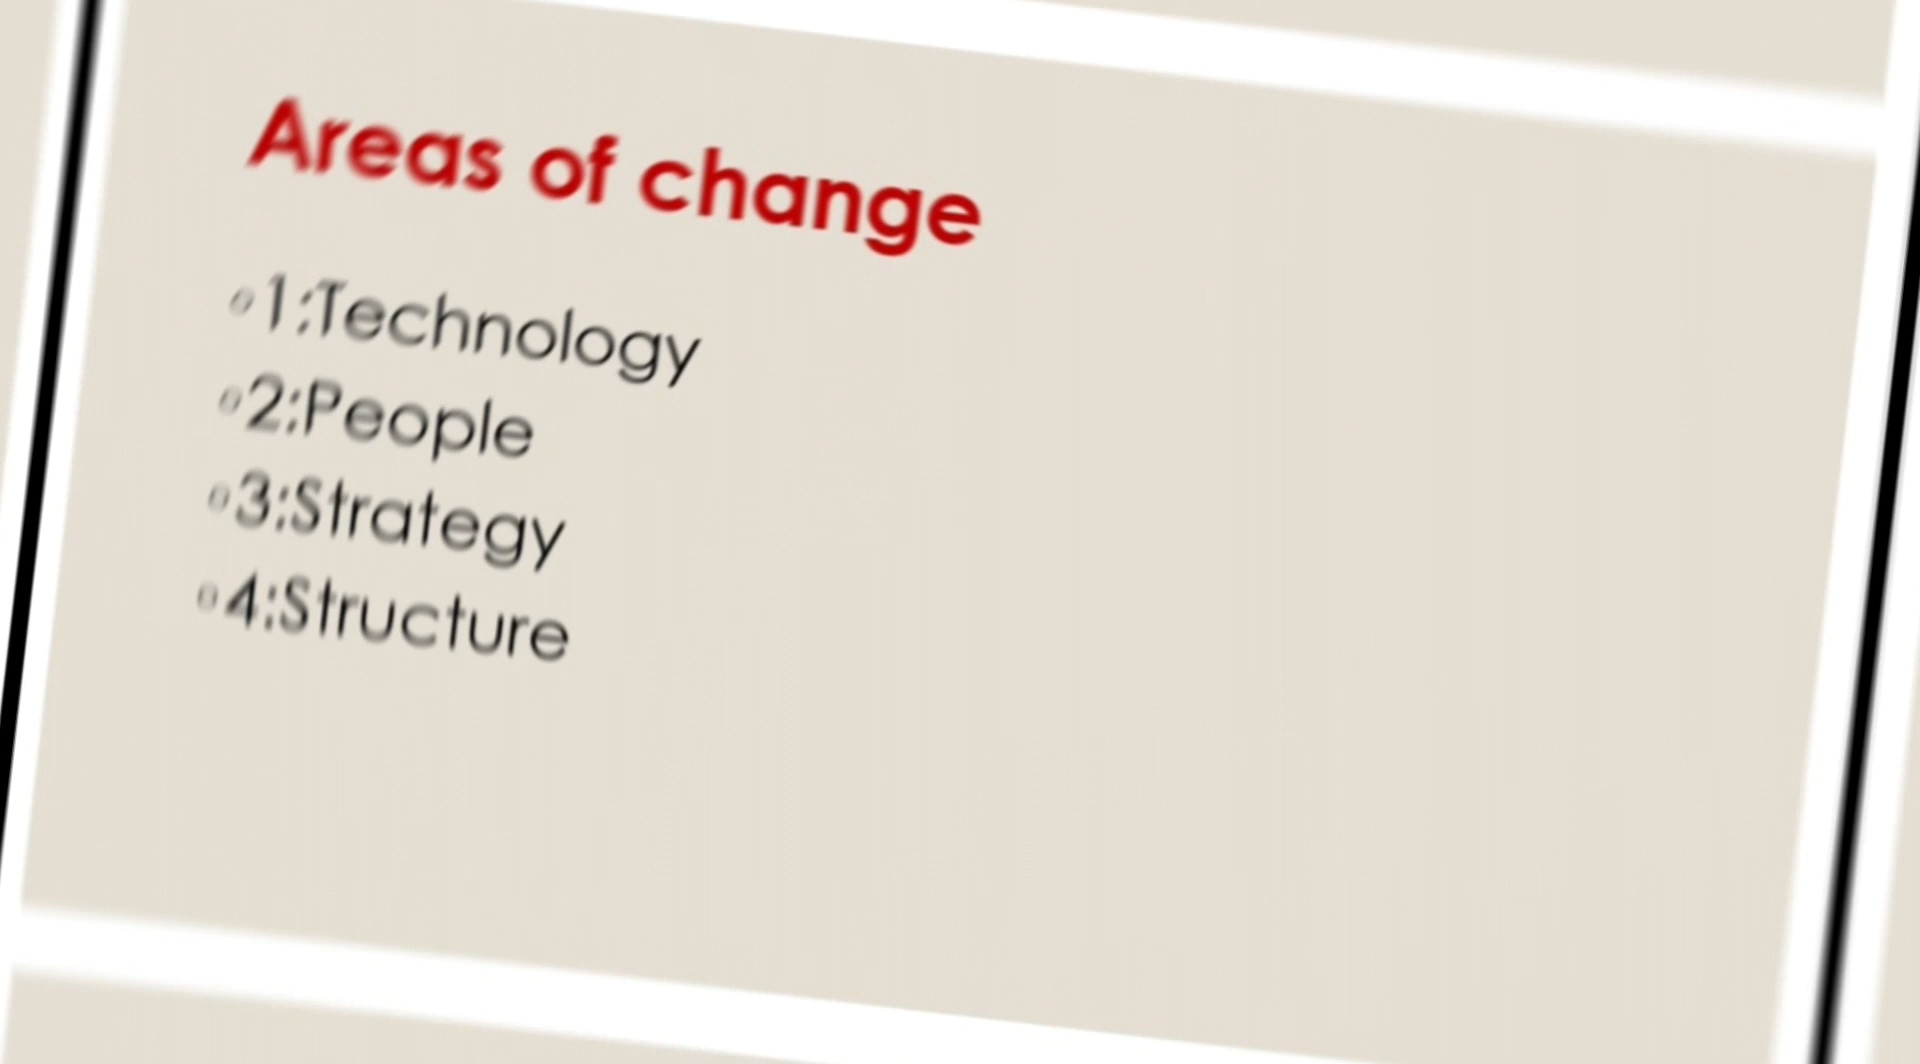 Areas of change
1:Technology
2:People
3:Strategy
4:Structure